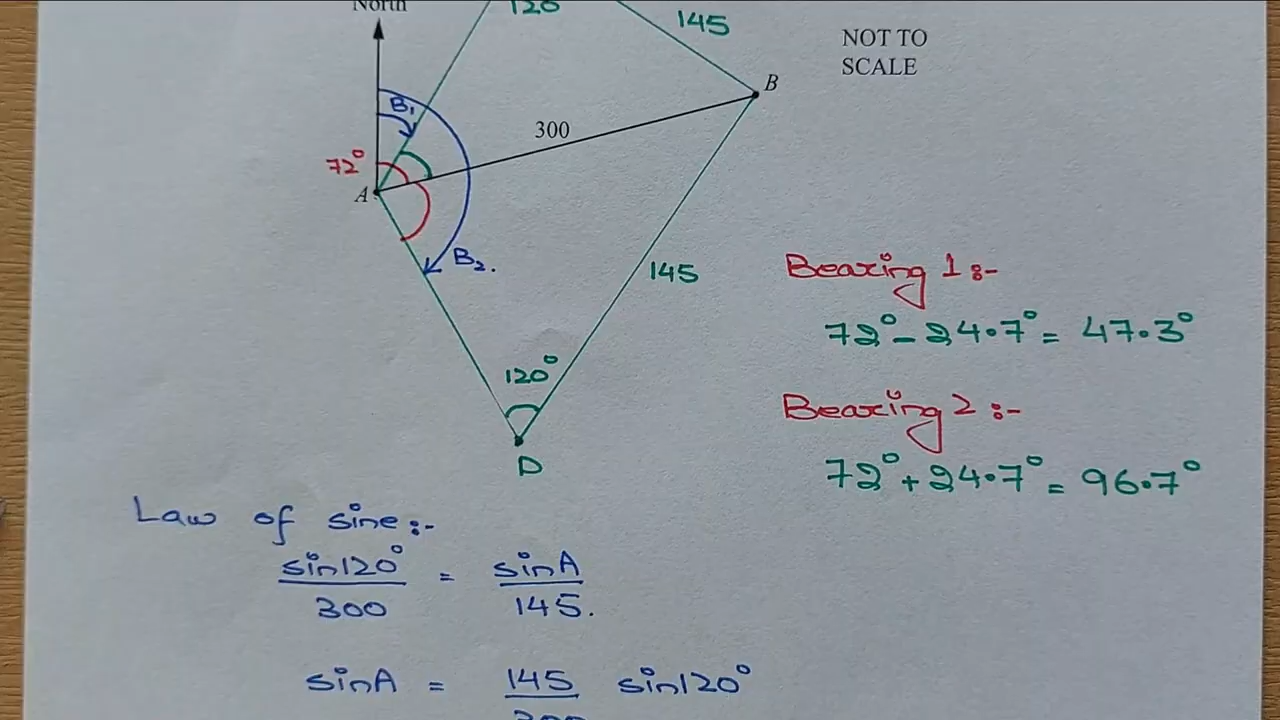 North
120
145
NOT TO
SCALE
B
B₁
300
72°
A
B₂.
145
Bearing 1:-
72° - 24.7° = 47.3°
120°
Bearing 2:-
72° + 24.7° = 96.7°
D
Law of sine:-
sin120° / 300 = sinA / 145.
sinA = 145 / 300 sin120°